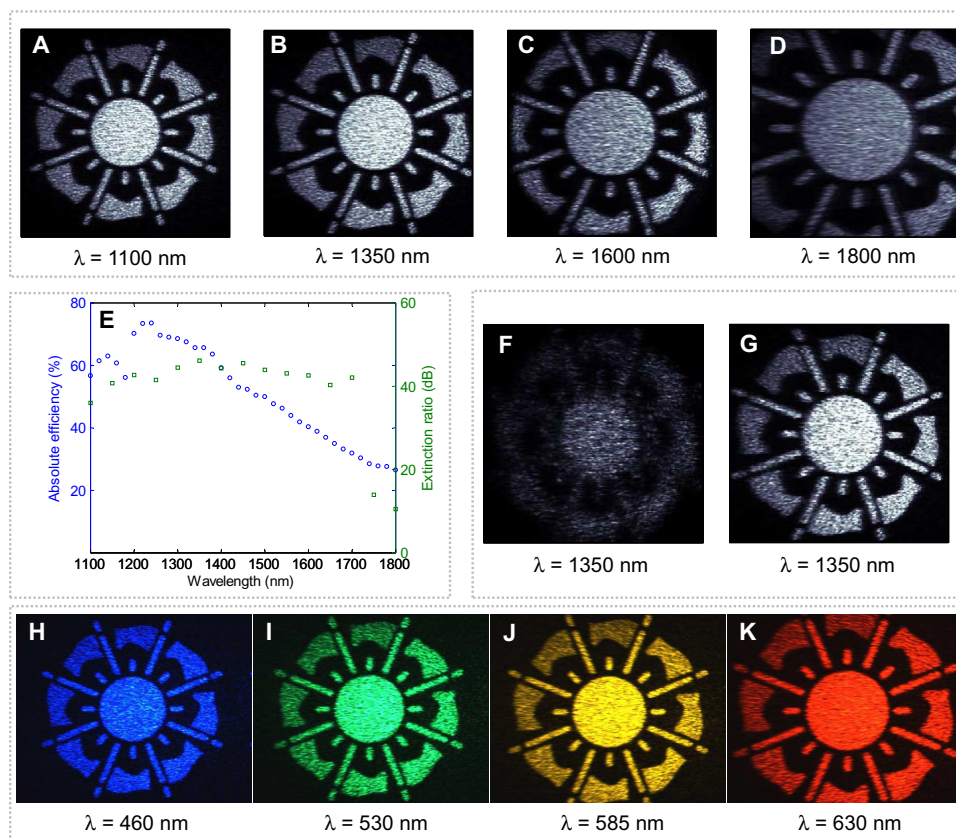 A
B
C
D
λ = 1100 nm
λ = 1350 nm
λ = 1600 nm
λ = 1800 nm
E
80
60
40
20
Absolute efficiency (%)
60
40
20
0
Extinction ratio (dB)
1100 1200 1300 1400 1500 1600 1700 1800
Wavelength (nm)
F
G
λ = 1350 nm
λ = 1350 nm
H
I
J
K
λ = 460 nm
λ = 530 nm
λ = 585 nm
λ = 630 nm